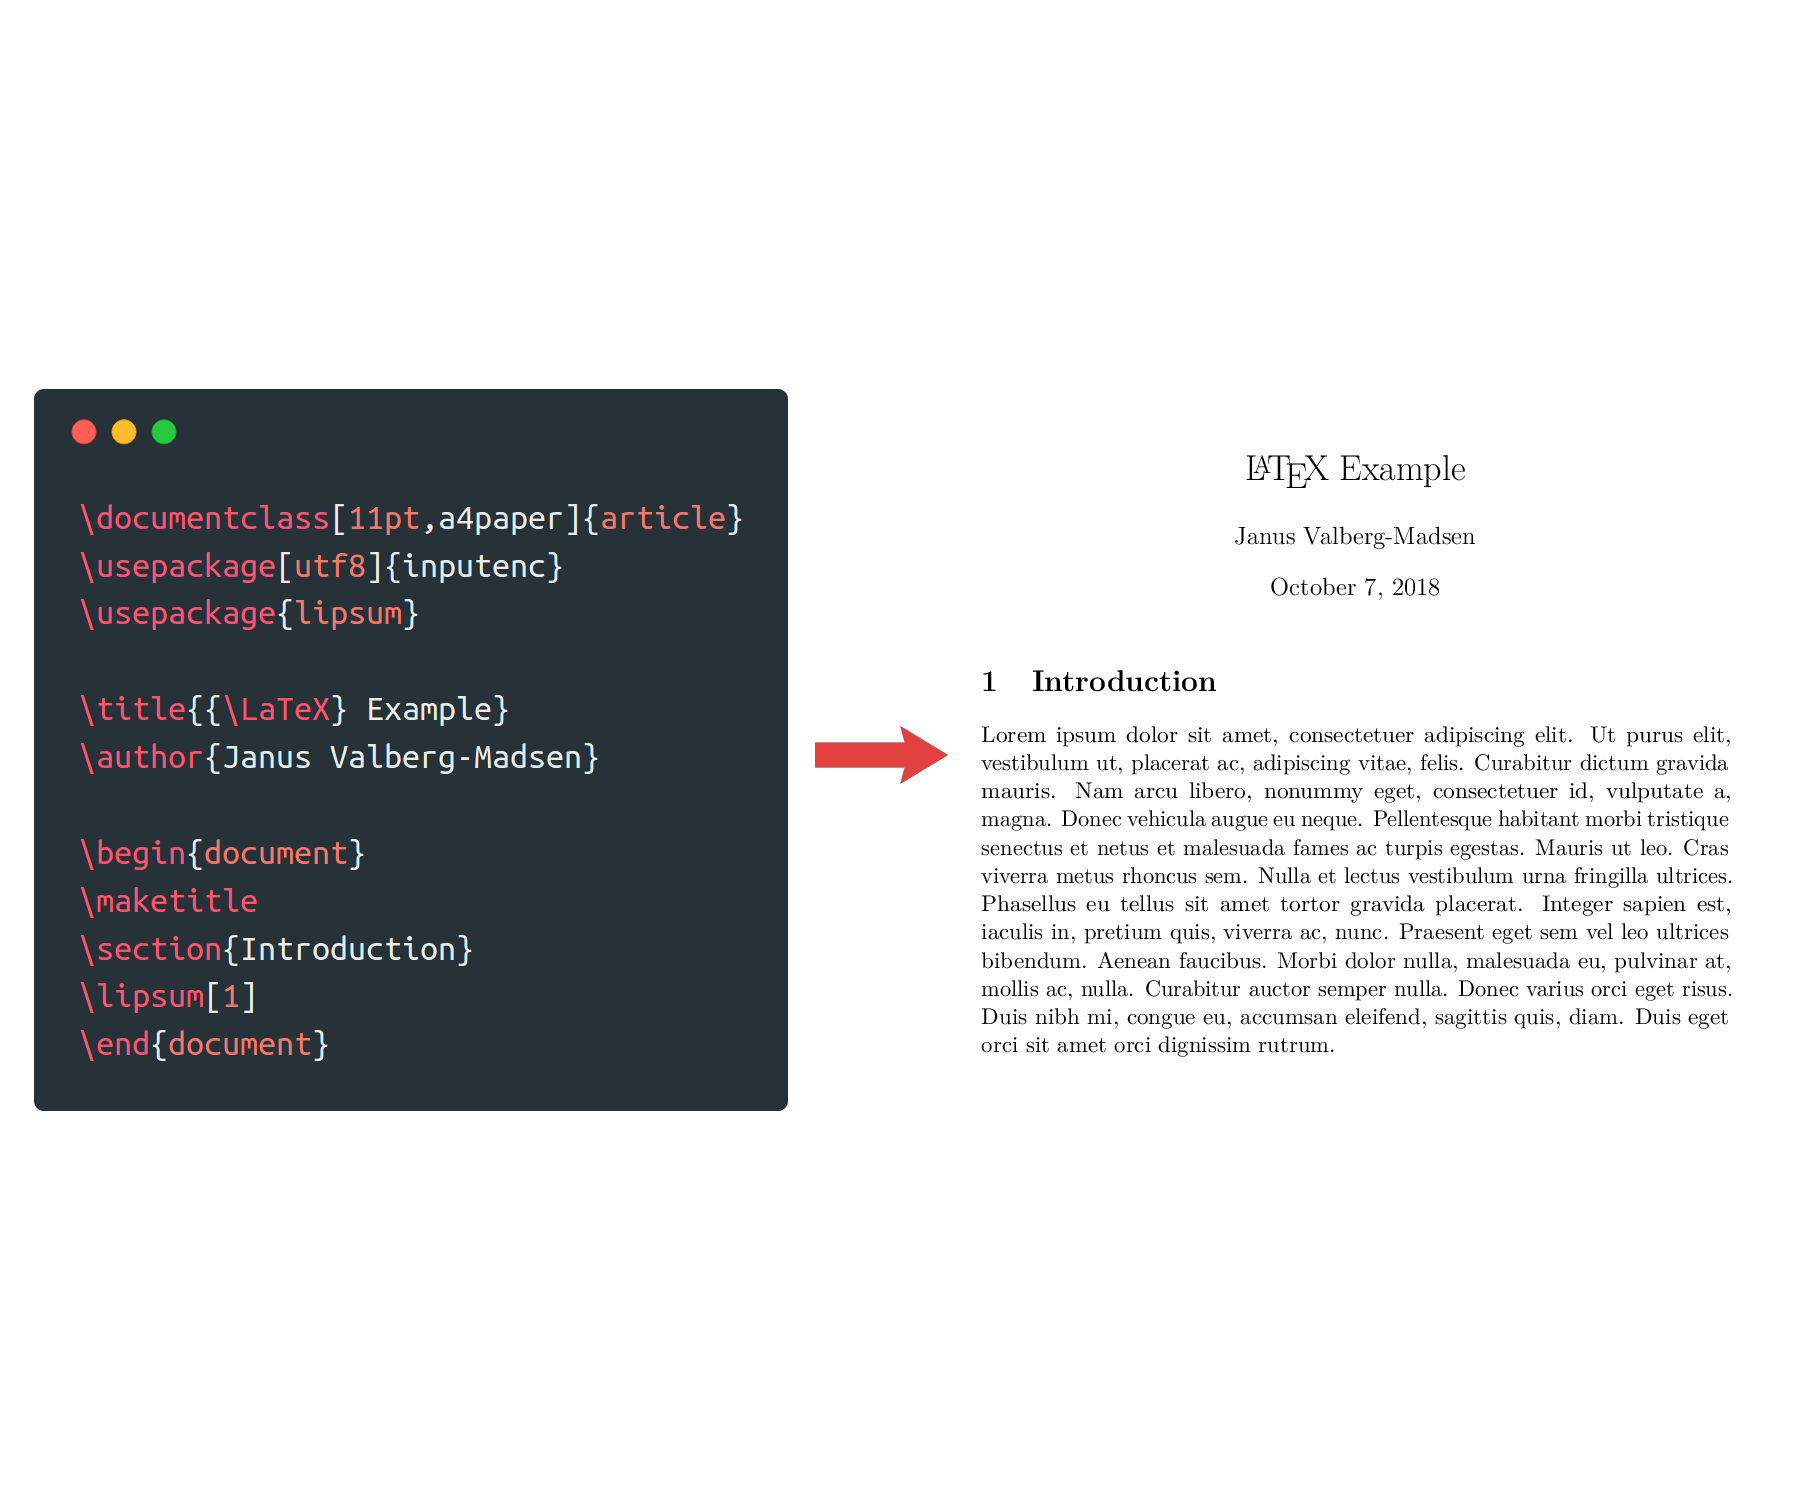 \documentclass[11pt,a4paper]{article}
\usepackage[utf8]{inputenc}
\usepackage{lipsum}
\title{{\LaTeX} Example}
\author{Janus Valberg-Madsen}
\begin{document}
\maketitle
\section{Introduction}
\lipsum[1]
\end{document}
LATEX Example
Janus Valberg-Madsen
October 7, 2018
1 Introduction
Lorem ipsum dolor sit amet, consectetuer adipiscing elit. Ut purus elit,
vestibulum ut, placerat ac, adipiscing vitae, felis. Curabitur dictum gravida
mauris. Nam arcu libero, nonummy eget, consectetuer id, vulputate a,
magna. Donec vehicula augue eu neque. Pellentesque habitant morbi tristique
senectus et netus et malesuada fames ac turpis egestas. Mauris ut leo. Cras
viverra metus rhoncus sem. Nulla et lectus vestibulum urna fringilla ultrices.
Phasellus eu tellus sit amet tortor gravida placerat. Integer sapien est,
iaculis in, pretium quis, viverra ac, nunc. Praesent eget sem vel leo ultrices
bibendum. Aenean faucibus. Morbi dolor nulla, malesuada eu, pulvinar at,
mollis ac, nulla. Curabitur auctor semper nulla. Donec varius orci eget risus.
Duis nibh mi, congue eu, accumsan eleifend, sagittis quis, diam. Duis eget
orci sit amet orci dignissim rutrum.